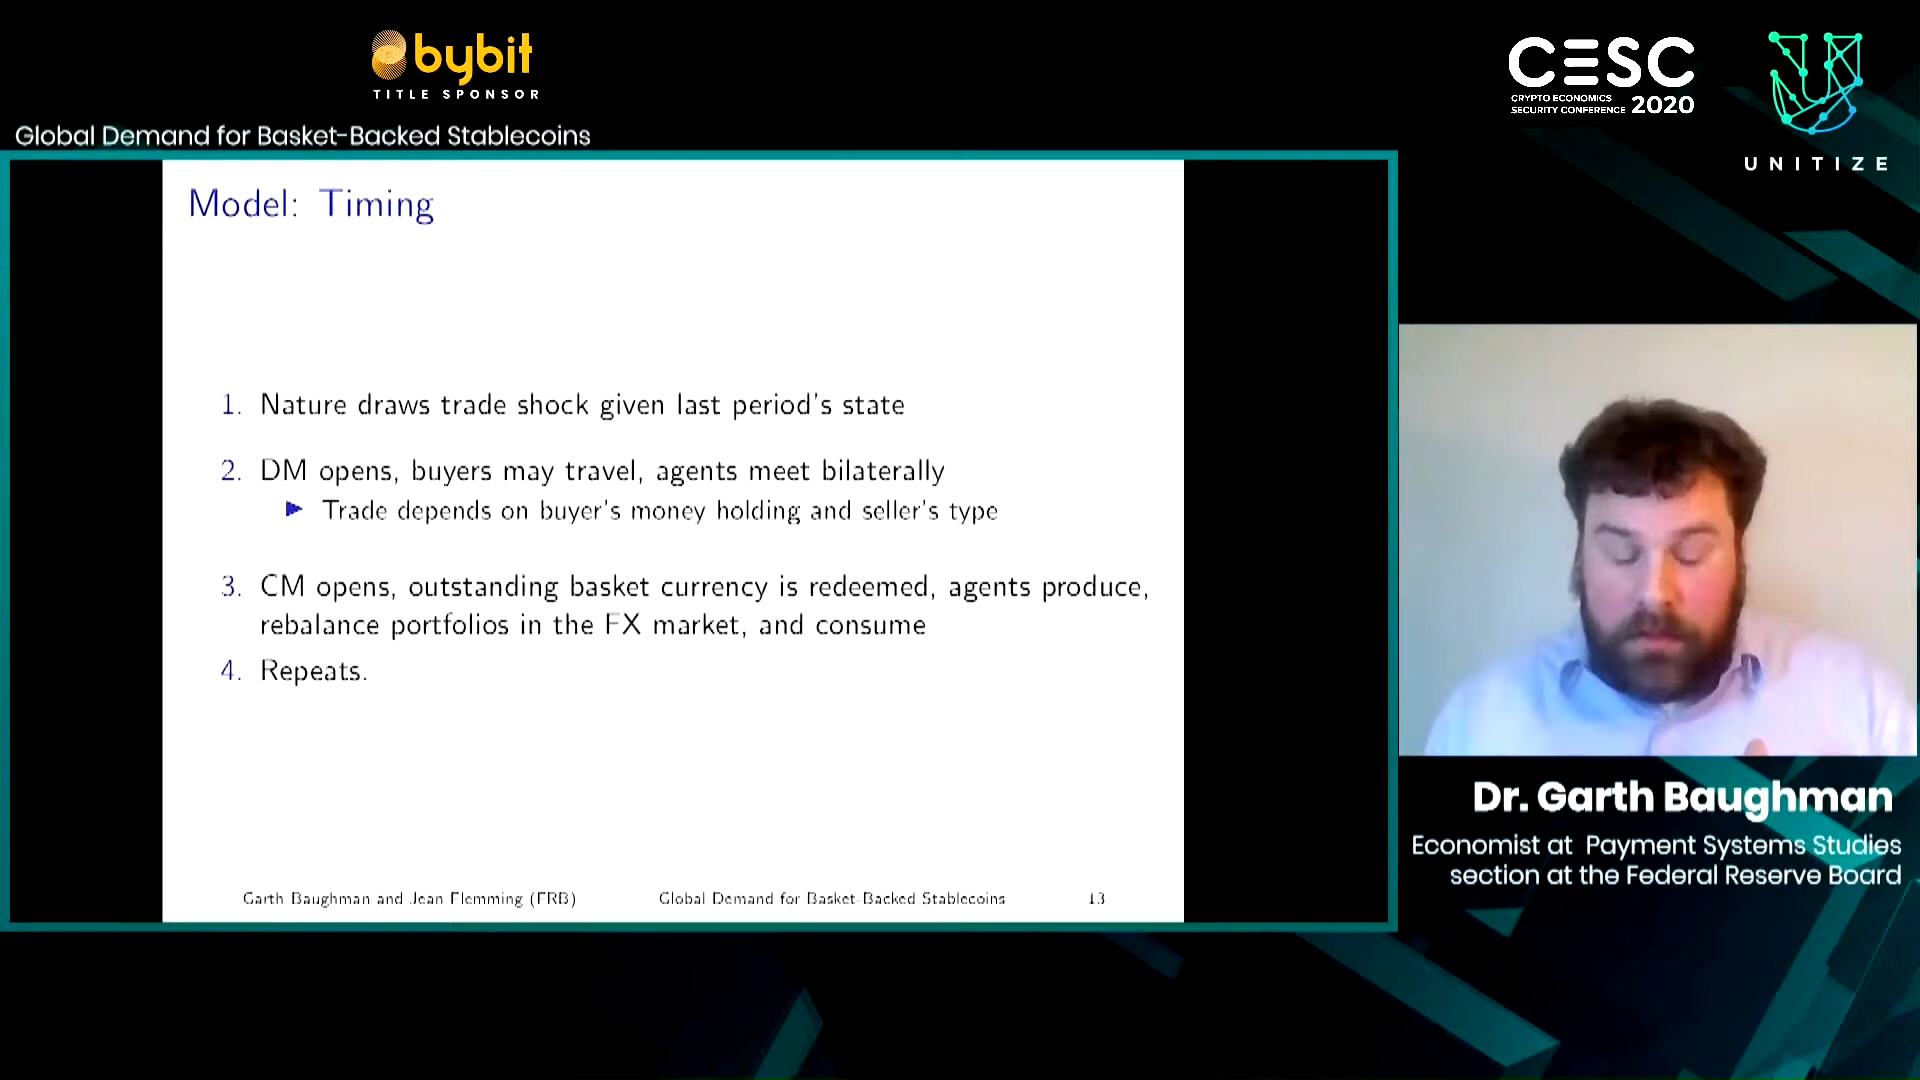 bybit
TITLE SPONSOR
CESC
CRYPTO ECONOMICS
SECURITY CONFERENCE 2020
UNITIZE
Global Demand for Basket-Backed Stablecoins
Model: Timing
1. Nature draws trade shock given last period's state
2. DM opens, buyers may travel, agents meet bilaterally
▶ Trade depends on buyer's money holding and seller's type
3. CM opens, outstanding basket currency is redeemed, agents produce,
rebalance portfolios in the FX market, and consume
4. Repeats.
Garth Baughman and Jean Flemming (FRB) Global Demand for Basket-Backed Stablecoins 13
Dr. Garth Baughman
Economist at Payment Systems Studies
section at the Federal Reserve Board